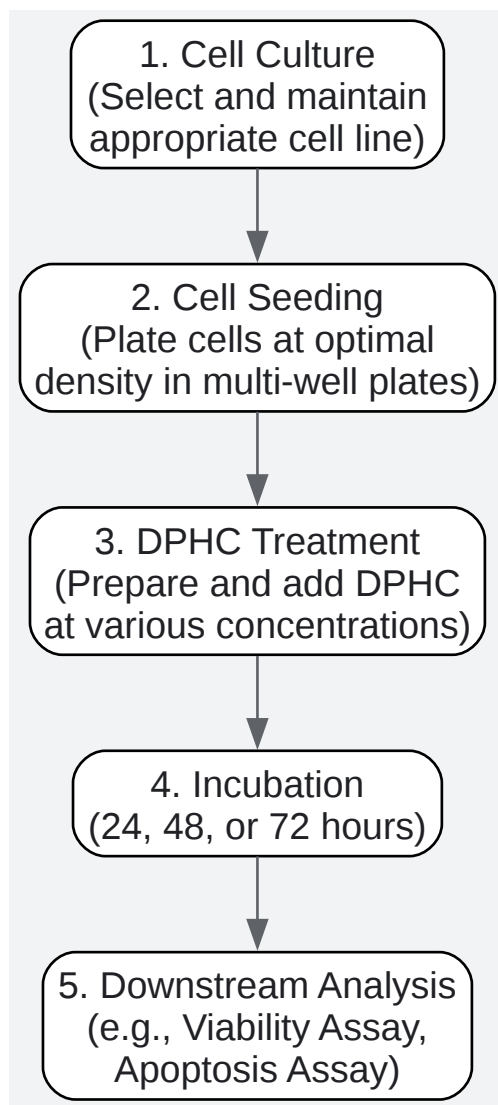 1. Cell Culture
(Select and maintain
appropriate cell line)
2. Cell Seeding
(Plate cells at optimal
density in multi-well plates)
3. DPHC Treatment
(Prepare and add DPHC
at various concentrations)
4. Incubation
(24, 48, or 72 hours)
5. Downstream Analysis
(e.g., Viability Assay,
Apoptosis Assay)